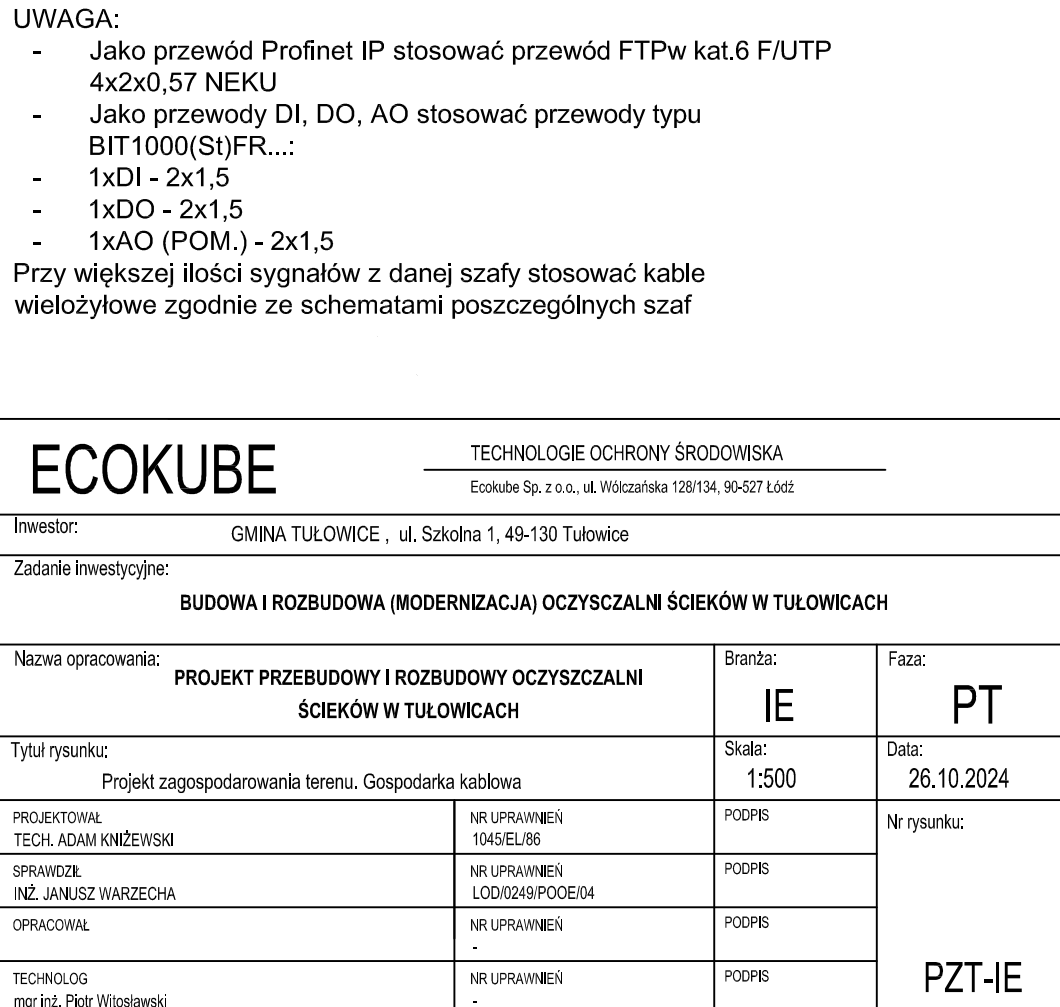 UWAGA:
- Jako przewód Profinet IP stosować przewód FTPw kat.6 F/UTP
4x2x0,57 NEKU
- Jako przewody DI, DO, AO stosować przewody typu
BIT1000(St)FR...:
- 1xDI - 2x1,5
- 1xDO - 2x1,5
- 1xAO (POM.) - 2x1,5
Przy większej ilości sygnałów z danej szafy stosować kable
wielożyłowe zgodnie ze schematami poszczególnych szaf
ECOKUBE
TECHNOLOGIE OCHRONY ŚRODOWISKA
Ecokube Sp. z o.o., ul. Wólczańska 128/134, 90-527 Łódź
Inwestor:
GMINA TUŁOWICE , ul. Szkolna 1, 49-130 Tułowice
Zadanie inwestycyjne:
BUDOWA I ROZBUDOWA (MODERNIZACJA) OCZYSCZALNI ŚCIEKÓW W TUŁOWICACH
Nazwa opracowania:
PROJEKT PRZEBUDOWY I ROZBUDOWY OCZYSZCZALNI
ŚCIEKÓW W TUŁOWICACH
Branża:
IE
Faza:
PT
Tytuł rysunku:
Projekt zagospodarowania terenu. Gospodarka kablowa
Skala:
1:500
Data:
26.10.2024
PROJEKTOWAŁ
TECH. ADAM KNIŻEWSKI
NR UPRAWNIEŃ
1045/EL/86
PODPIS
Nr rysunku:
SPRAWDZIŁ
INŻ. JANUSZ WARZECHA
NR UPRAWNIEŃ
LOD/0249/POOE/04
PODPIS
OPRACOWAŁ
NR UPRAWNIEŃ
-
PODPIS
TECHNOLOG
mgr inż. Piotr Witosławski
NR UPRAWNIEŃ
-
PODPIS
PZT-IE